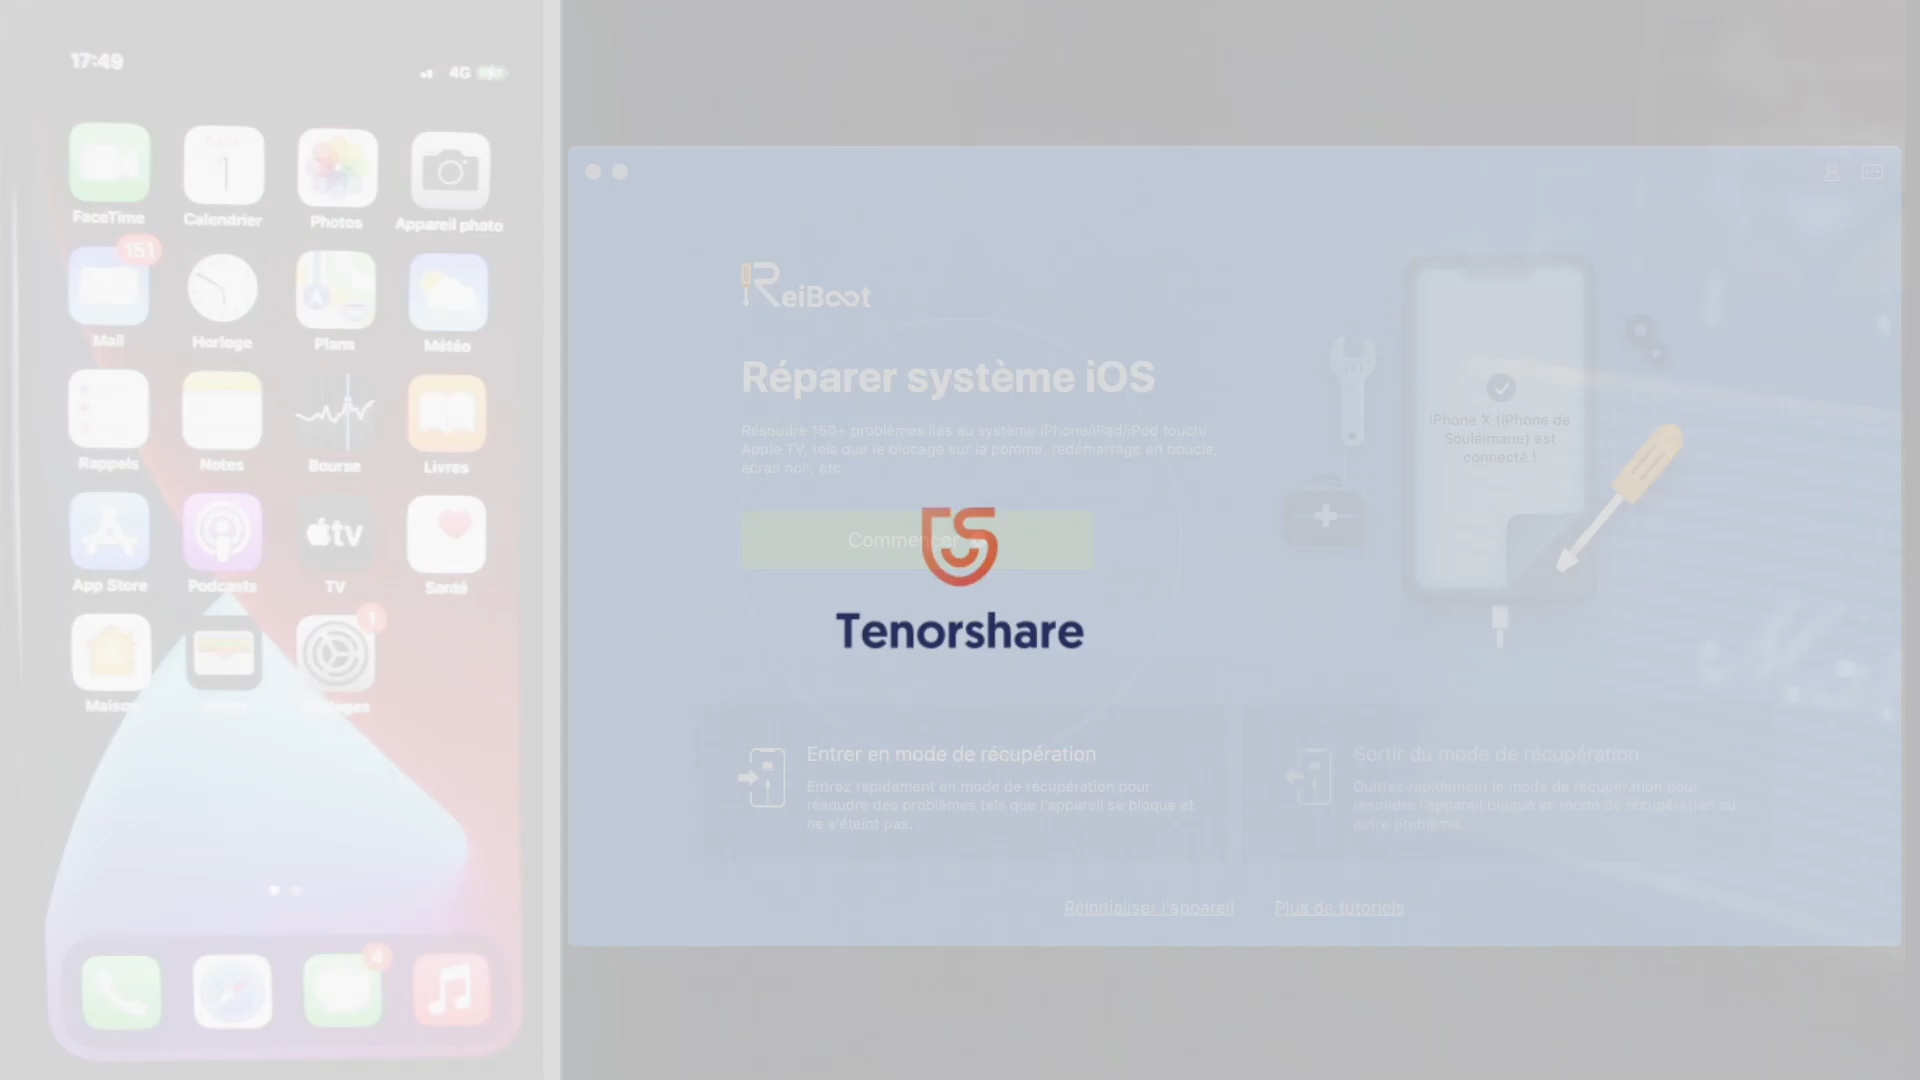 17:49
4G
1
FaceTime
Calendrier
Photos
Appareil photo
151
Mail
Horloge
Plans
Météo
Rappels
Notes
Bourse
Livres
App Store
Podcasts
tv
TV
Santé
1
Maison
4
ReiBoot
Réparer système iOS
Résoudre 150+ problèmes liés au système iPhone/iPad/iPod touch/
Apple TV, tels que le blocage sur la pomme, redémarrage en boucle,
écran noir, etc.
Commencer
Tenorshare
iPhone X (iPhone de
Souleimane) est
connecté !
Entrer en mode de récupération
Entrez rapidement en mode de récupération pour
résoudre des problèmes tels que l'appareil se bloque et
ne s'éteint pas.
Sortir du mode de récupération
Quittez rapidement le mode de récupération pour
résoudre l'appareil bloqué en mode de récupération ou
autre problème.
Réinitialiser l'appareil
Plus de tutoriels